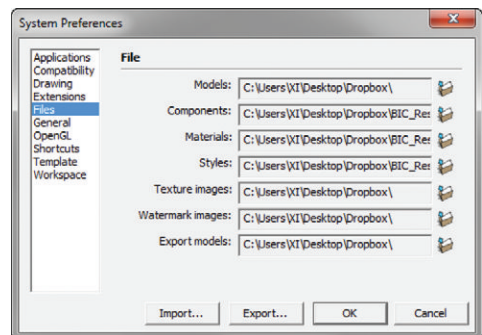 System Preferences
Applications
Compatibility
Drawing
Extensions
Files
General
OpenGL
Shortcuts
Template
Workspace
File
Models: C:\Users\XI\Desktop\Dropbox\
Components: C:\Users\XI\Desktop\Dropbox\BIC_Res
Materials: C:\Users\XI\Desktop\Dropbox\BIC_Res
Styles: C:\Users\XI\Desktop\Dropbox\BIC_Res
Texture images: C:\Users\XI\Desktop\Dropbox\
Watermark images: C:\Users\XI\Desktop\Dropbox\
Export models: C:\Users\XI\Desktop\Dropbox\
Import... Export... OK Cancel